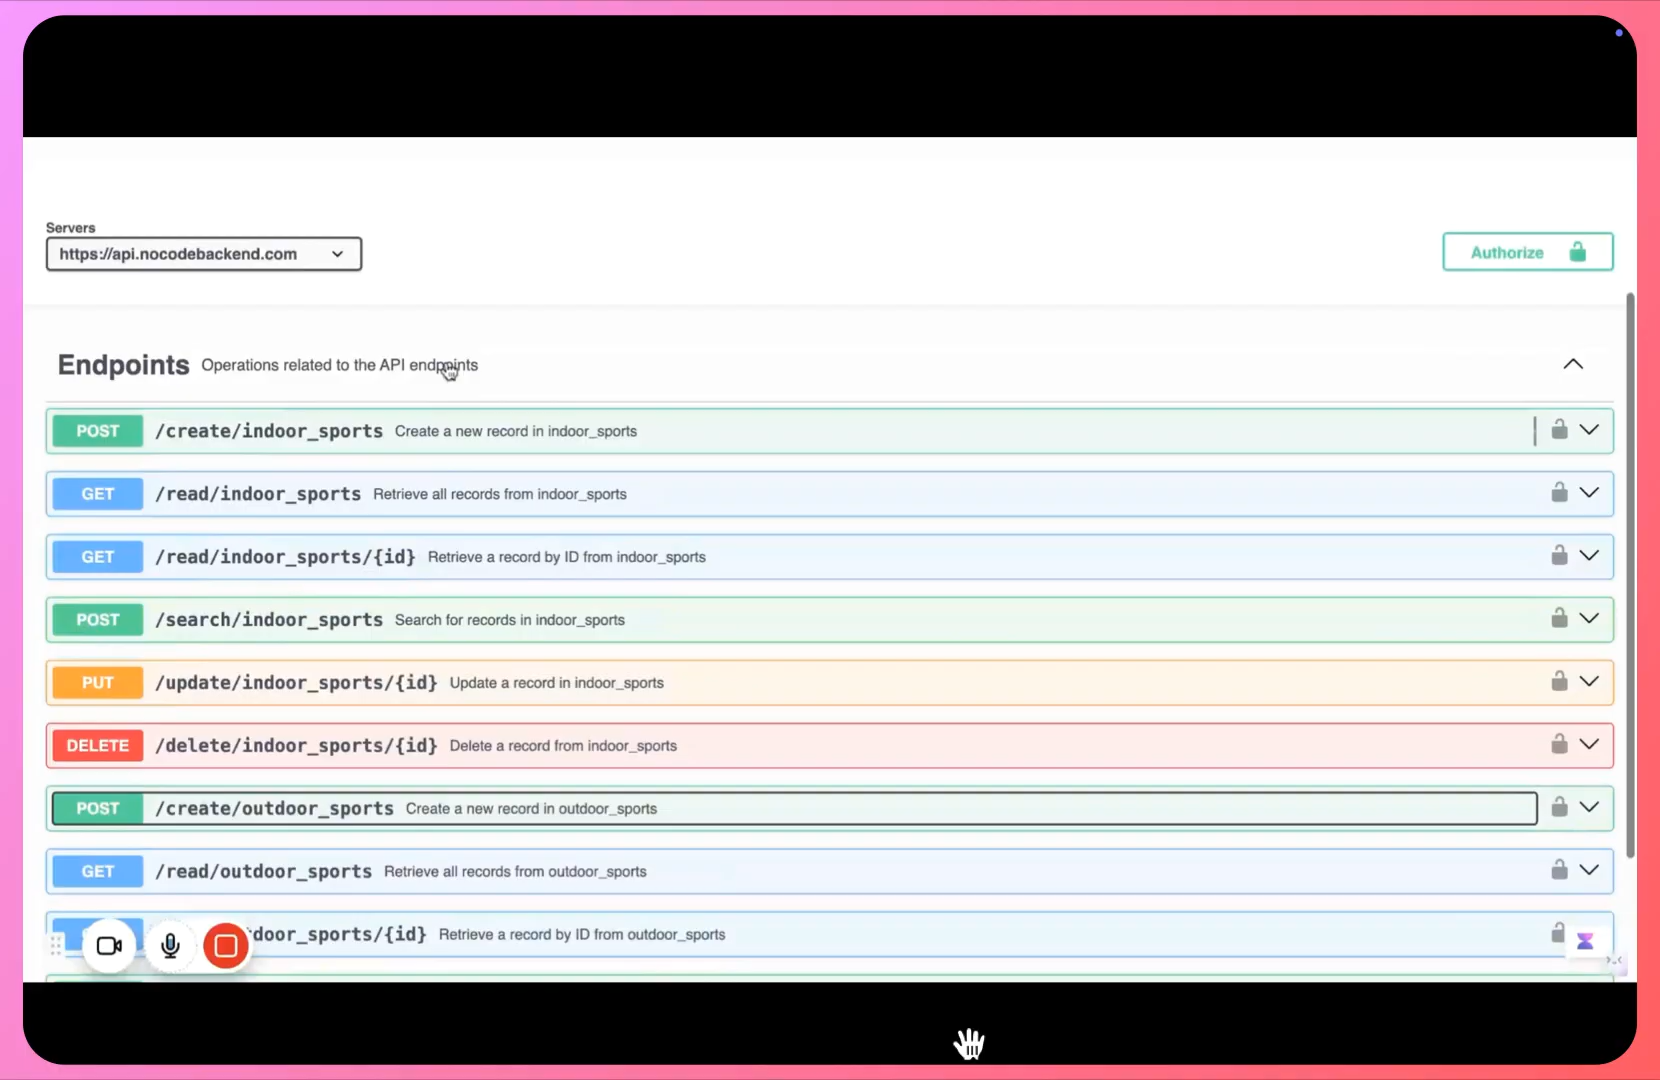 Servers
https://api.nocodebackend.com
Authorize
Endpoints Operations related to the API endpoints
POST /create/indoor_sports Create a new record in indoor_sports
GET /read/indoor_sports Retrieve all records from indoor_sports
GET /read/indoor_sports/{id} Retrieve a record by ID from indoor_sports
POST /search/indoor_sports Search for records in indoor_sports
PUT /update/indoor_sports/{id} Update a record in indoor_sports
DELETE /delete/indoor_sports/{id} Delete a record from indoor_sports
POST /create/outdoor_sports Create a new record in outdoor_sports
GET /read/outdoor_sports Retrieve all records from outdoor_sports
door_sports/{id} Retrieve a record by ID from outdoor_sports